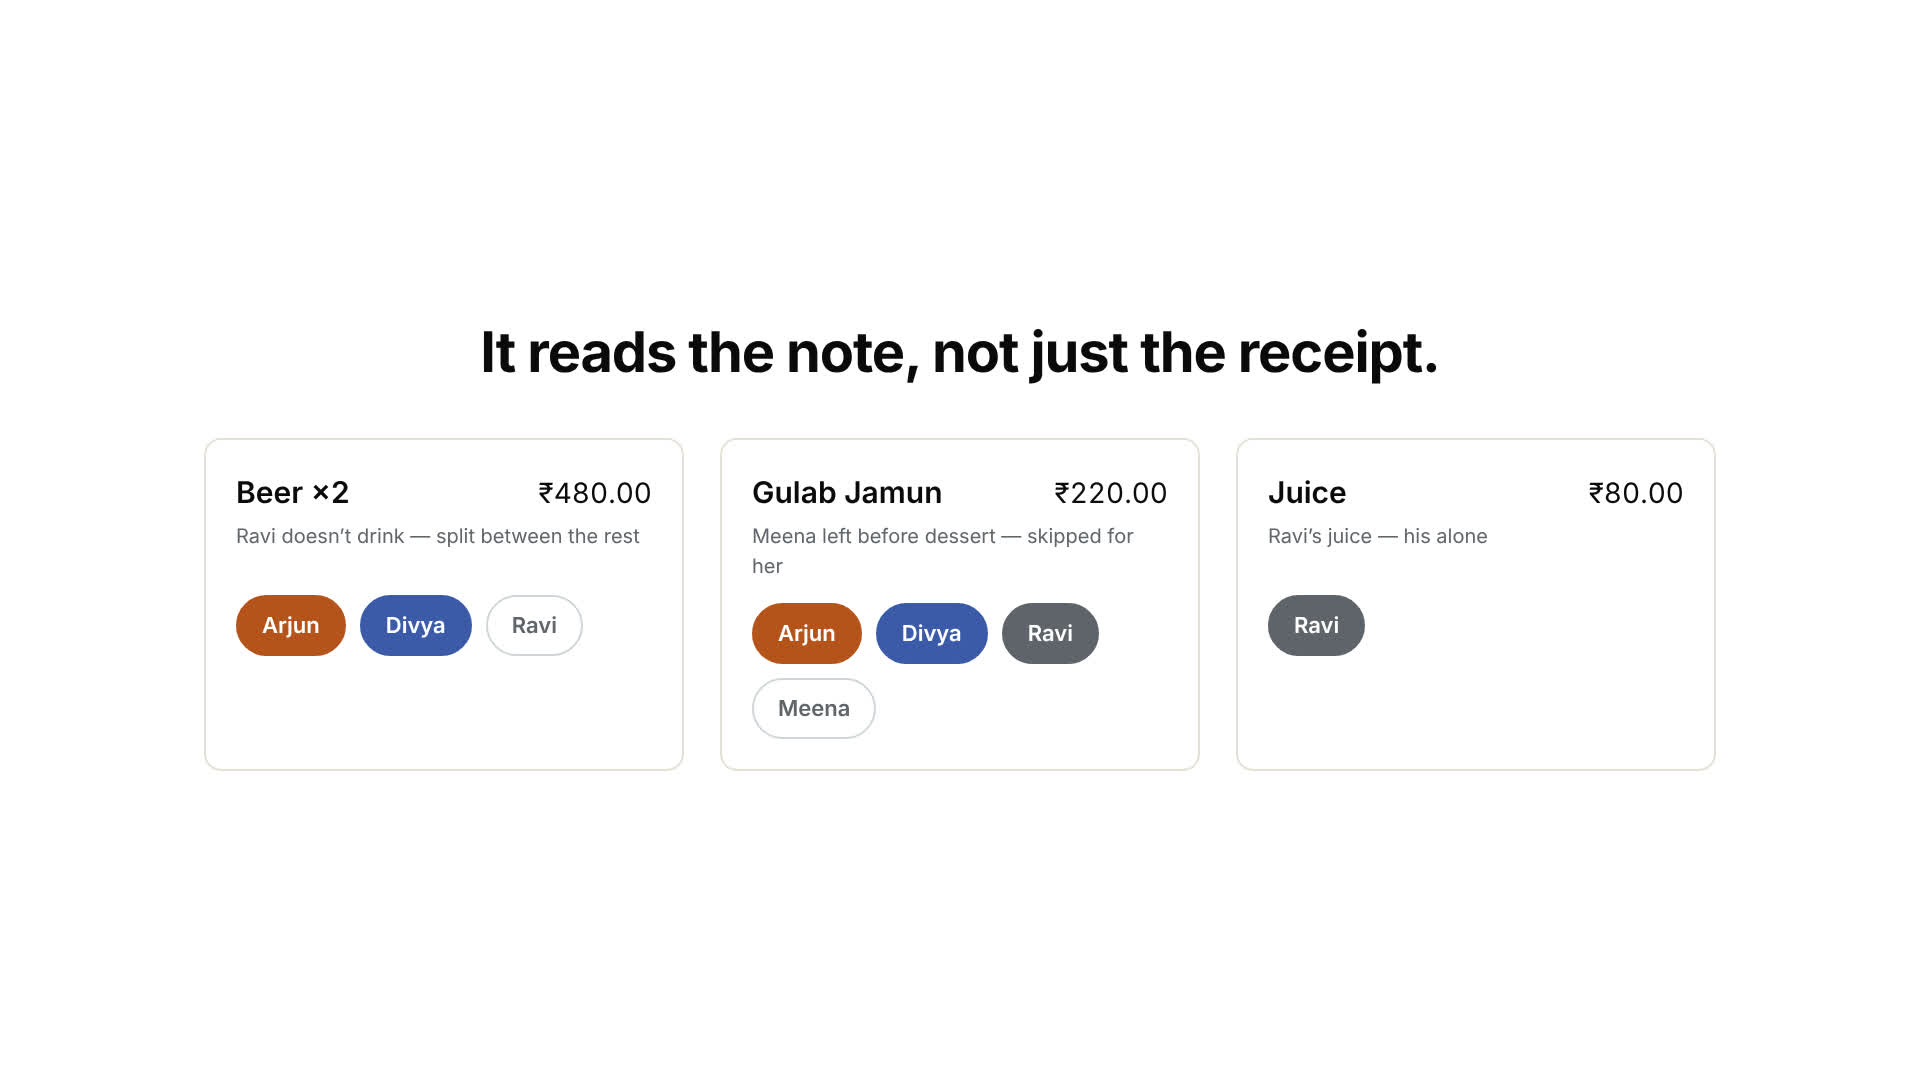 It reads the note, not just the receipt.
Beer ×2 ₹480.00
Ravi doesn’t drink — split between the rest
Arjun Divya Ravi
Gulab Jamun ₹220.00
Meena left before dessert — skipped for
her
Arjun Divya Ravi
Meena
Juice ₹80.00
Ravi’s juice — his alone
Ravi